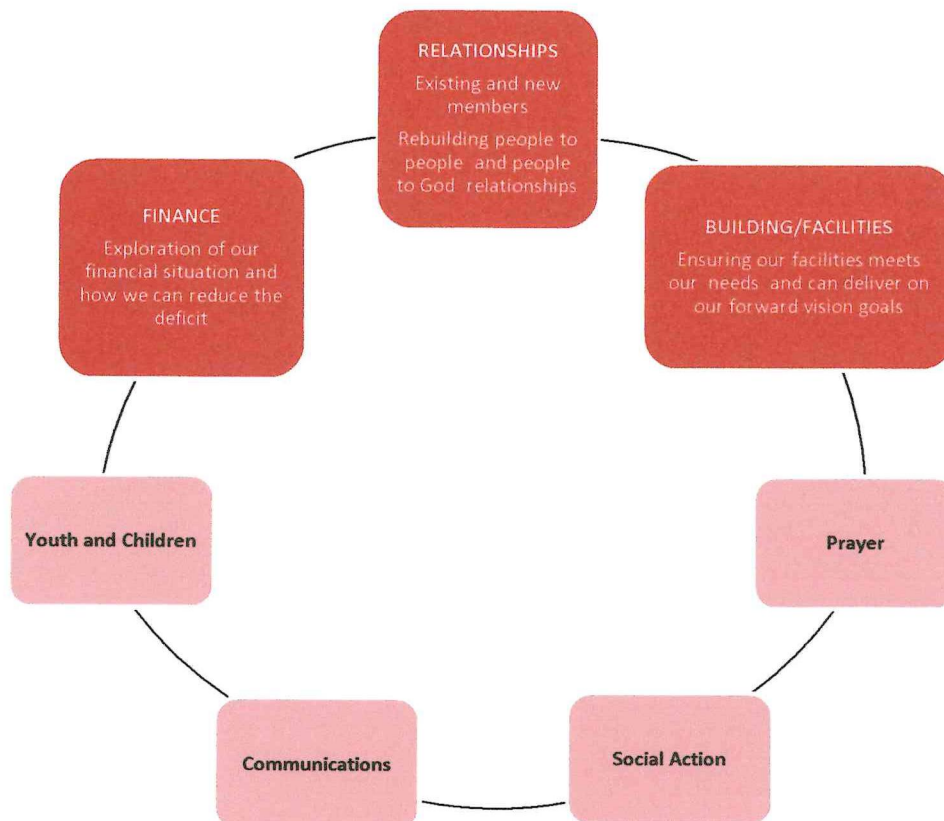 RELATIONSHIPS
Existing and new
members
Rebuilding people to
people and people
to God relationships
FINANCE
Exploration of our
financial situation and
how we can reduce the
deficit
BUILDING/FACILITIES
Ensuring our facilities meets
our needs and can deliver on
our forward vision goals
Youth and Children
Prayer
Communications
Social Action